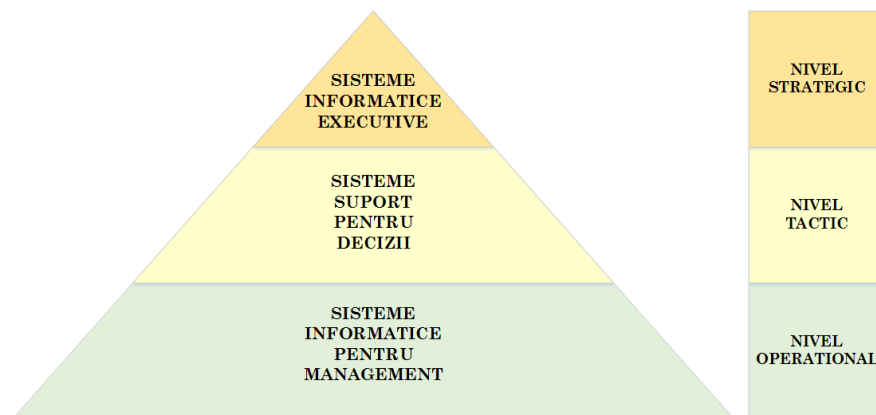 SISTEME
INFORMATICE
EXECUTIVE
NIVEL
STRATEGIC
SISTEME
SUPORT
PENTRU
DECIZII
NIVEL
TACTIC
SISTEME
INFORMATICE
PENTRU
MANAGEMENT
NIVEL
OPERATIONAL